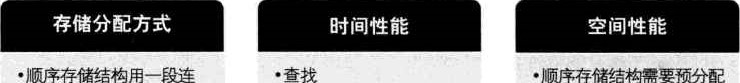 存储分配方式
时间性能
空间性能
•顺序存储结构用一段连
•查找
•顺序存储结构需要预分配